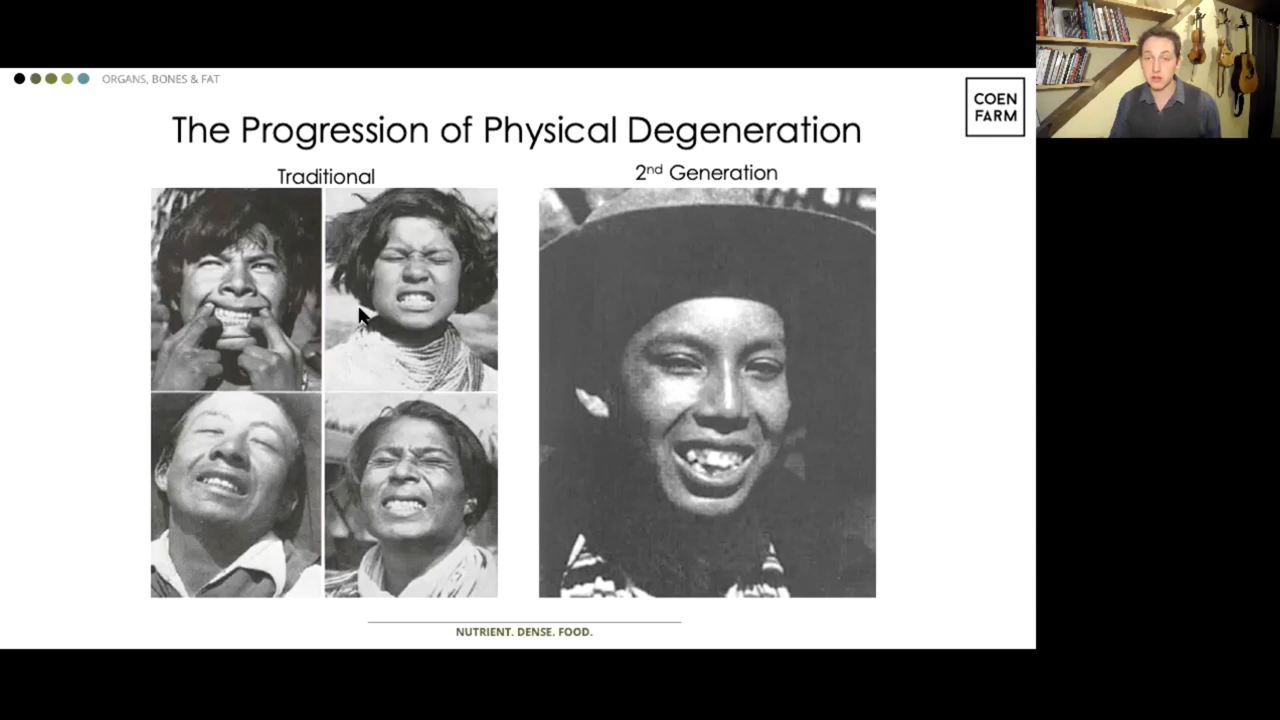 ORGANS, BONES & FAT
COEN
FARM
The Progression of Physical Degeneration
Traditional
2nd Generation
NUTRIENT. DENSE. FOOD.